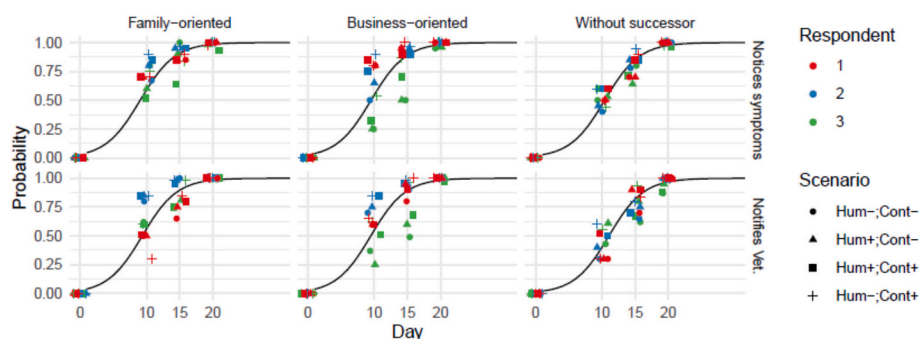 Family−oriented Business−oriented Without successor
Probability
1.00
0.75
0.50
0.25
0.00
Notices symptoms
1.00
0.75
0.50
0.25
0.00
Notifies Vet.
0 10 15 20 0 10 15 20 0 10 15 20
Day
Respondent
1
2
3
Scenario
Hum−;Cont−
Hum+;Cont−
Hum+;Cont+
Hum−;Cont+